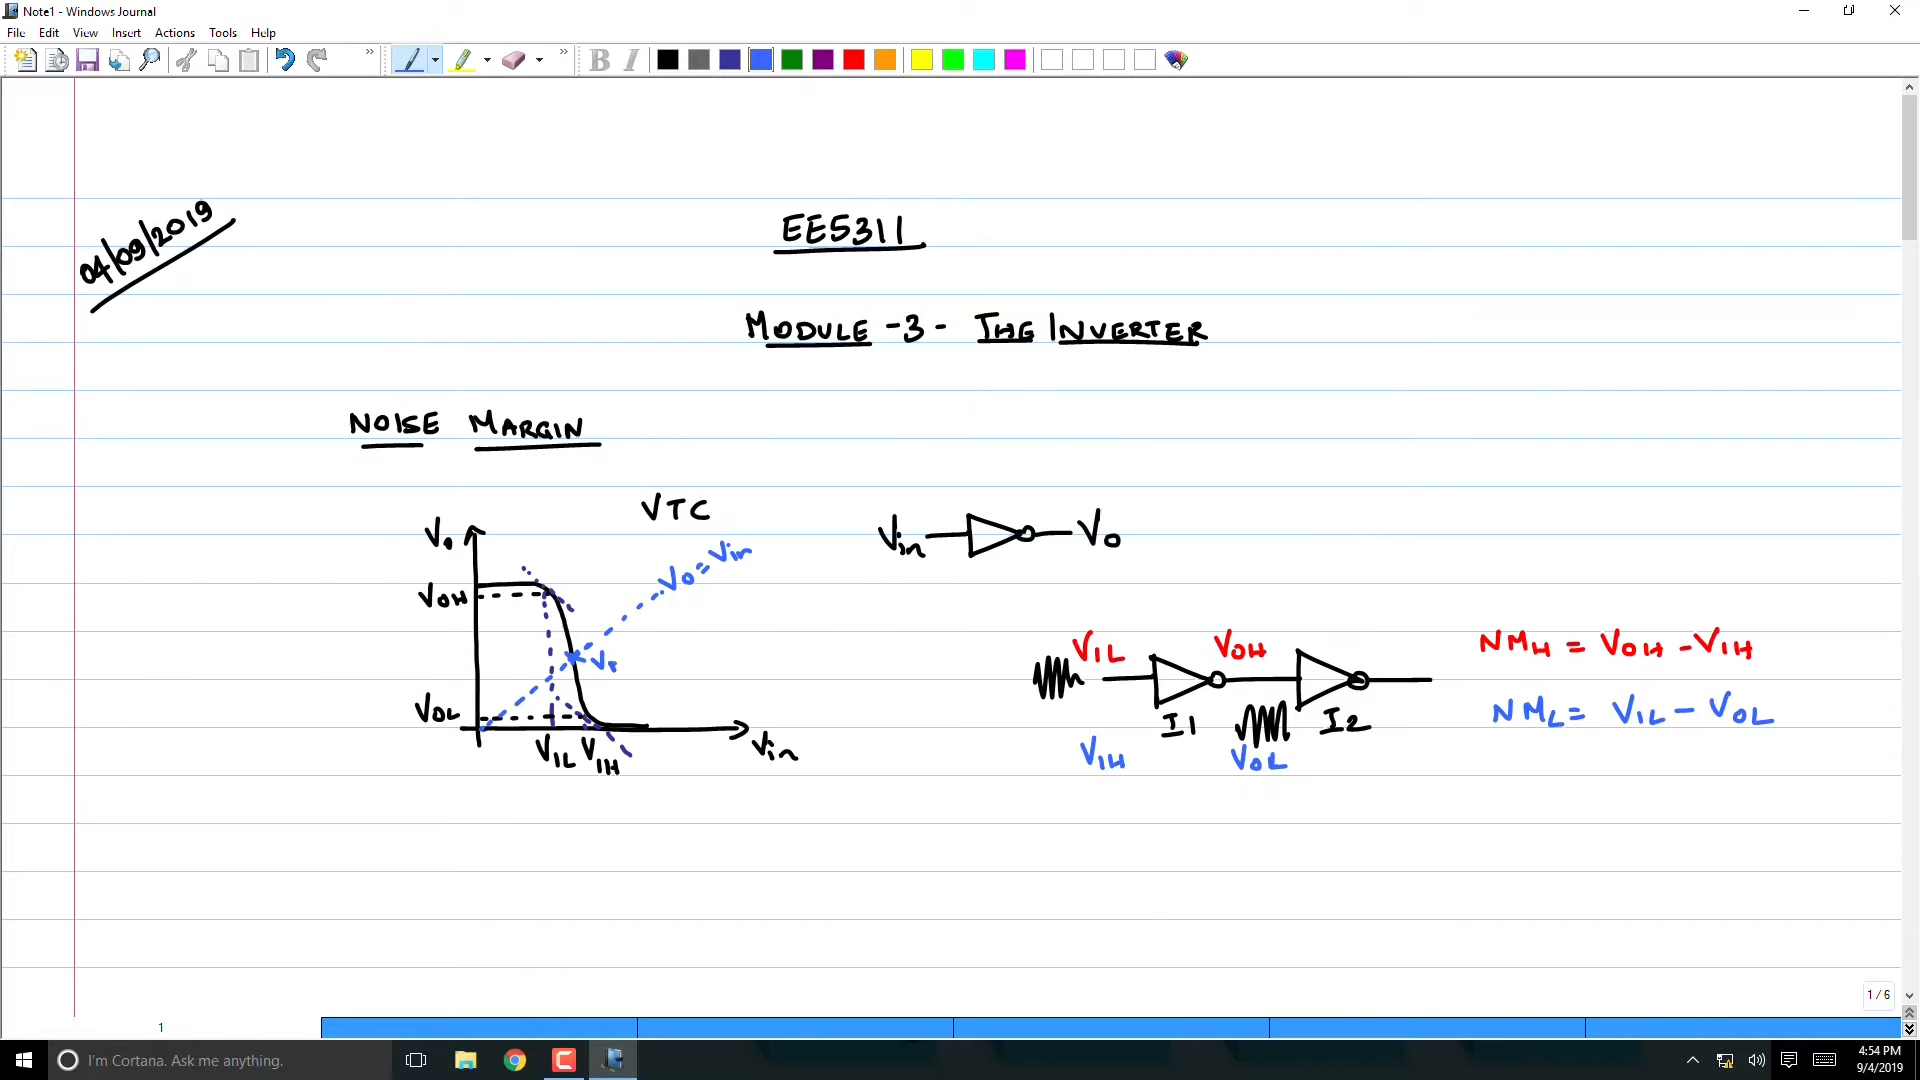 Note1 - Windows Journal
File Edit View Insert Actions Tools Help
B I
04/09/2019
EE5311
MODULE -3- THE INVERTER
NOISE MARGIN
VTC
Vo
Vin Vo
Vo = Vin
VOH
VIL VOH
NMH = VOH - VIH
VOL
I1 I2
NML = VIL - VOL
VIL VIH Vin
VIH VOL
1 / 6
1
I'm Cortana. Ask me anything.
4:54 PM
9/4/2019